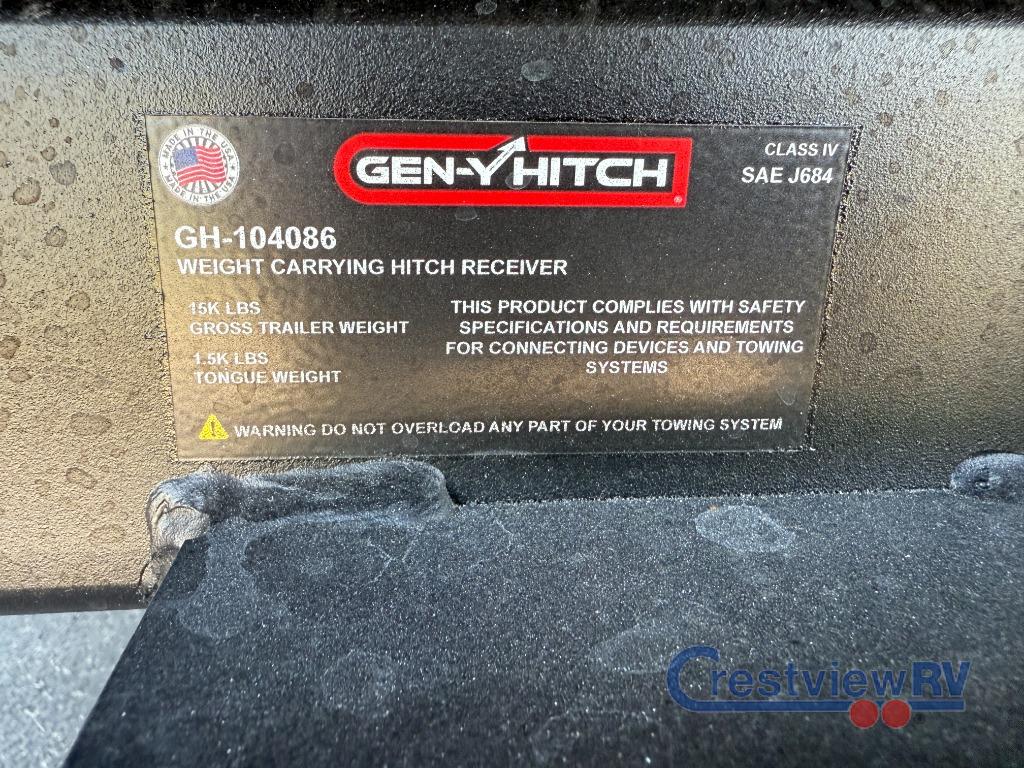 MADE IN THE USA
MADE IN THE USA
GEN-Y HITCH
CLASS IV
SAE J684
GH-104086
WEIGHT CARRYING HITCH RECEIVER
15K LBS
GROSS TRAILER WEIGHT
1.5K LBS
TONGUE WEIGHT
THIS PRODUCT COMPLIES WITH SAFETY
SPECIFICATIONS AND REQUIREMENTS
FOR CONNECTING DEVICES AND TOWING
SYSTEMS
WARNING DO NOT OVERLOAD ANY PART OF YOUR TOWING SYSTEM
CrestviewRV